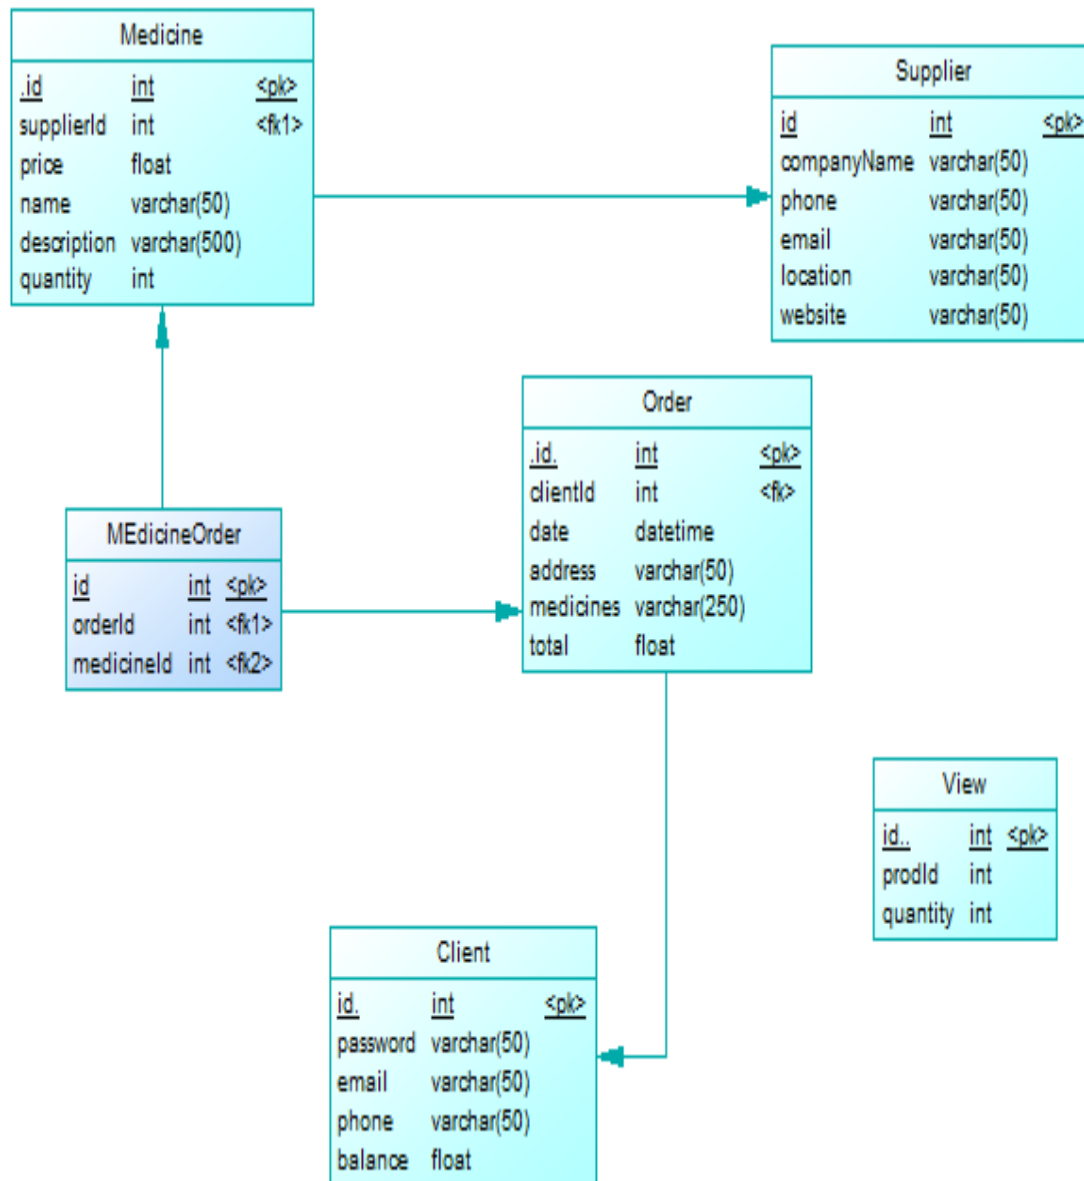 Medicine
.id int <pk>
supplierId int <fk1>
price float
name varchar(50)
description varchar(500)
quantity int
Supplier
id int <pk>
companyName varchar(50)
phone varchar(50)
email varchar(50)
location varchar(50)
website varchar(50)
Order
.id. int <pk>
clientId int <fk>
date datetime
address varchar(50)
medicines varchar(250)
total float
MEdicineOrder
id int <pk>
orderId int <fk1>
medicineId int <fk2>
View
id.. int <pk>
prodId int
quantity int
Client
id. int <pk>
password varchar(50)
email varchar(50)
phone varchar(50)
balance float